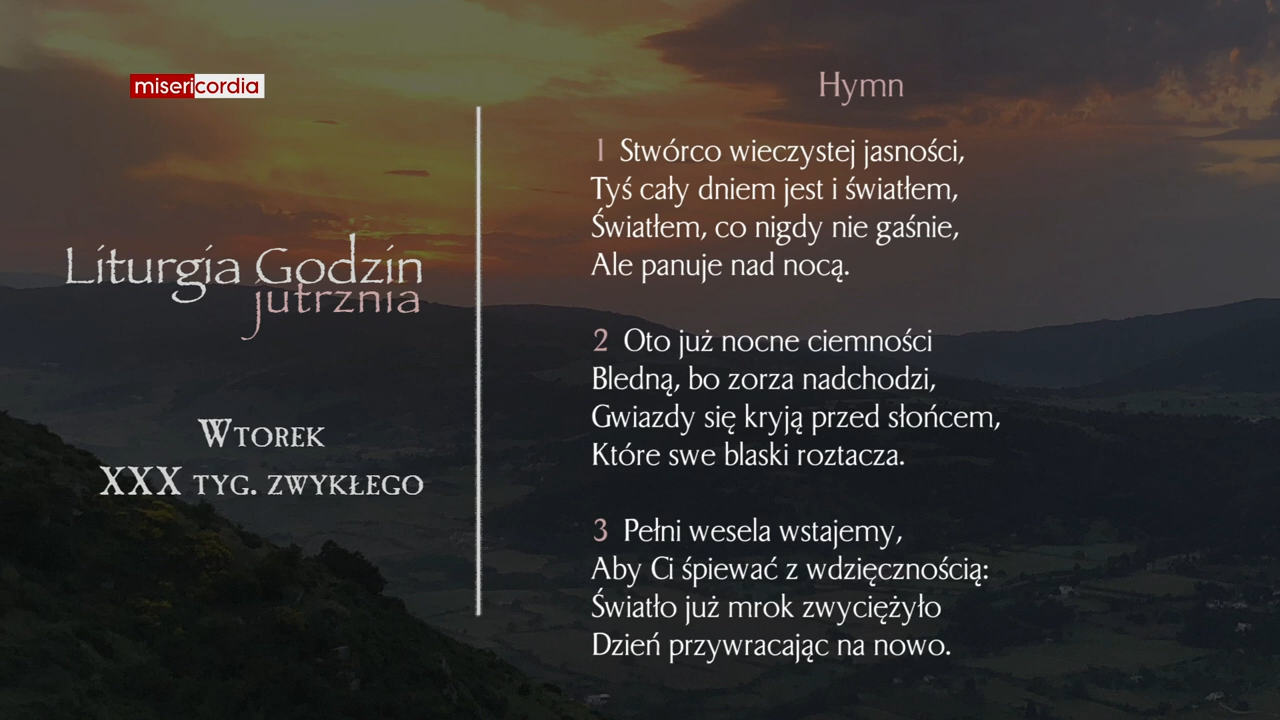 misericordia
Liturgia Godzin
jutrznia
Wtorek
XXX tyg. zwykłego
Hymn
1 Stwórco wieczystej jasności,
Tyś cały dniem jest i światłem,
Światłem, co nigdy nie gaśnie,
Ale panuje nad nocą.
2 Oto już nocne ciemności
Bledną, bo zorza nadchodzi,
Gwiazdy się kryją przed słońcem,
Które swe blaski roztacza.
3 Pełni wesela wstajemy,
Aby Ci śpiewać z wdzięcznością:
Światło już mrok zwyciężyło
Dzień przywracając na nowo.